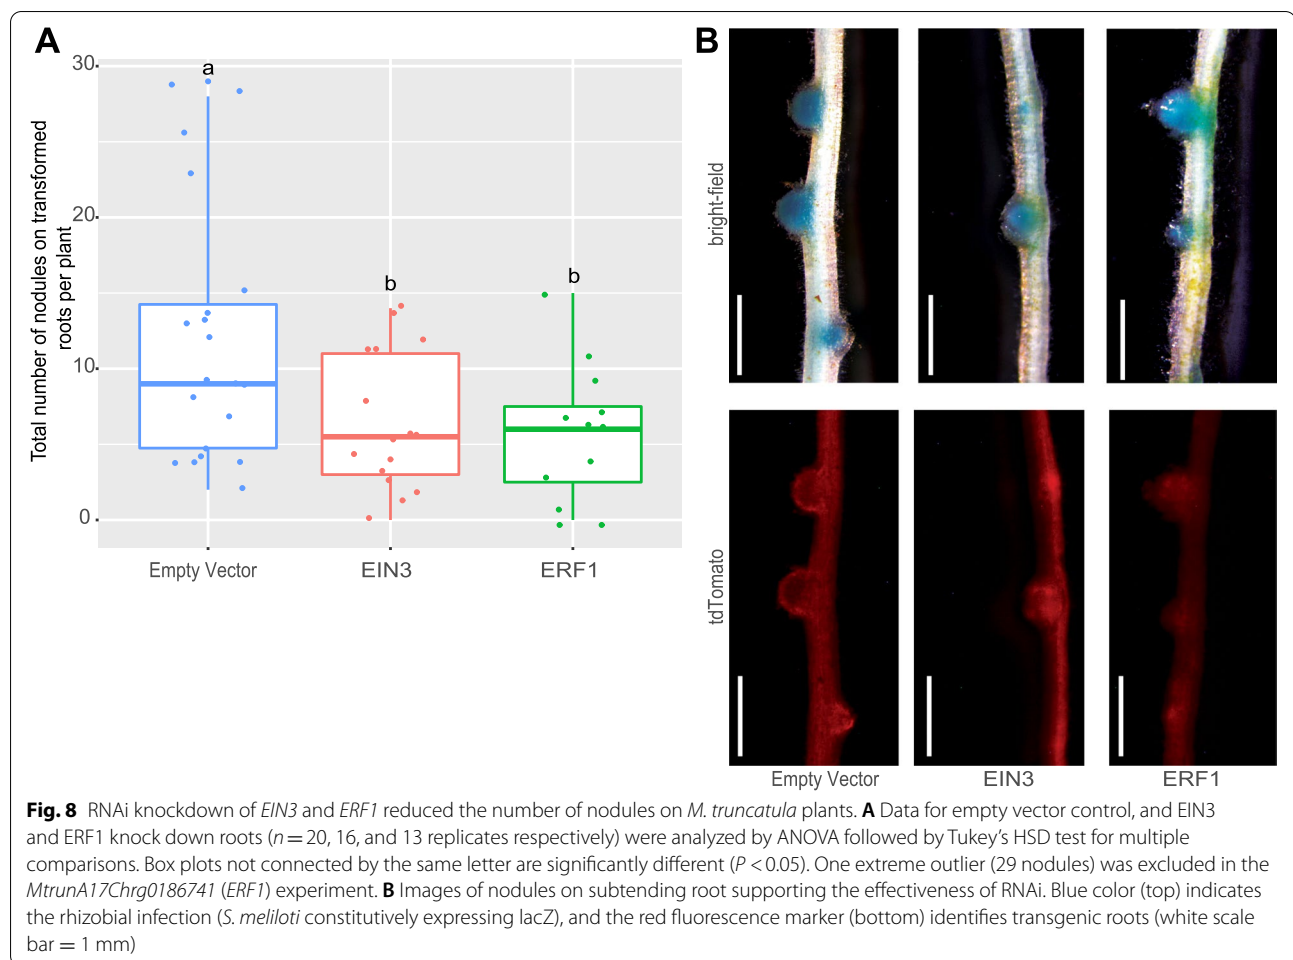 A
30
20
10
0
Total number of nodules on transformed
roots per plant
a
b
b
Empty Vector
EIN3
ERF1
B
bright-field
tdTomato
Empty Vector
EIN3
ERF1
Fig. 8 RNAi knockdown of EIN3 and ERF1 reduced the number of nodules on M. truncatula plants. A Data for empty vector control, and EIN3
and ERF1 knock down roots (n = 20, 16, and 13 replicates respectively) were analyzed by ANOVA followed by Tukey’s HSD test for multiple
comparisons. Box plots not connected by the same letter are significantly different (P < 0.05). One extreme outlier (29 nodules) was excluded in the
MtrunA17Chrg0186741 (ERF1) experiment. B Images of nodules on subtending root supporting the effectiveness of RNAi. Blue color (top) indicates
the rhizobial infection (S. meliloti constitutively expressing lacZ), and the red fluorescence marker (bottom) identifies transgenic roots (white scale
bar = 1 mm)